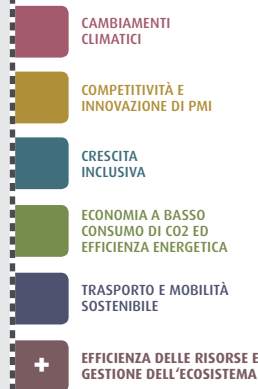 CAMBIAMENTI
CLIMATICI
COMPETITIVITÀ E
INNOVAZIONE DI PMI
CRESCITA
INCLUSIVA
ECONOMIA A BASSO
CONSUMO DI CO2 ED
EFFICIENZA ENERGETICA
TRASPORTO E MOBILITÀ
SOSTENIBILE
+ EFFICIENZA DELLE RISORSE E
GESTIONE DELL'ECOSISTEMA